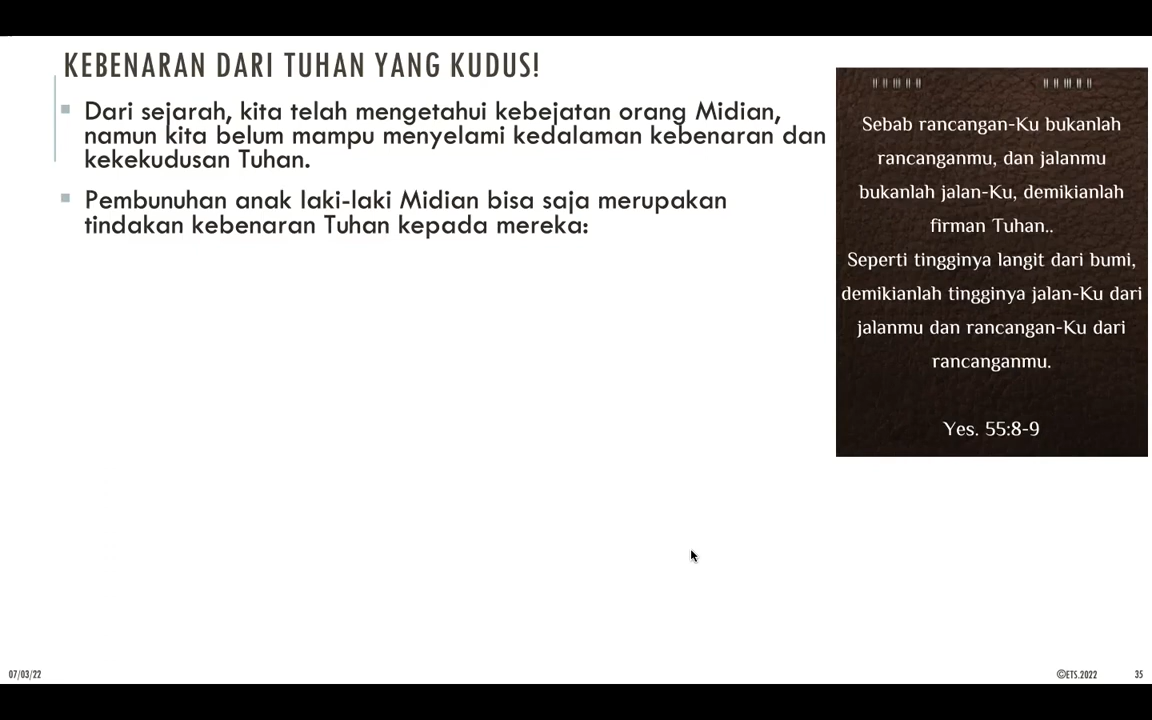 KEBENARAN DARI TUHAN YANG KUDUS!
Dari sejarah, kita telah mengetahui kebejatan orang Midian,
namun kita belum mampu menyelami kedalaman kebenaran dan
kekekudusan Tuhan.
Pembunuhan anak laki-laki Midian bisa saja merupakan
tindakan kebenaran Tuhan kepada mereka:
Sebab rancangan-Ku bukanlah
rancanganmu, dan jalanmu
bukanlah jalan-Ku, demikianlah
firman Tuhan..
Seperti tingginya langit dari bumi,
demikianlah tingginya jalan-Ku dari
jalanmu dan rancangan-Ku dari
rancanganmu.
Yes. 55:8-9
07/03/22
©ETS.2022
35